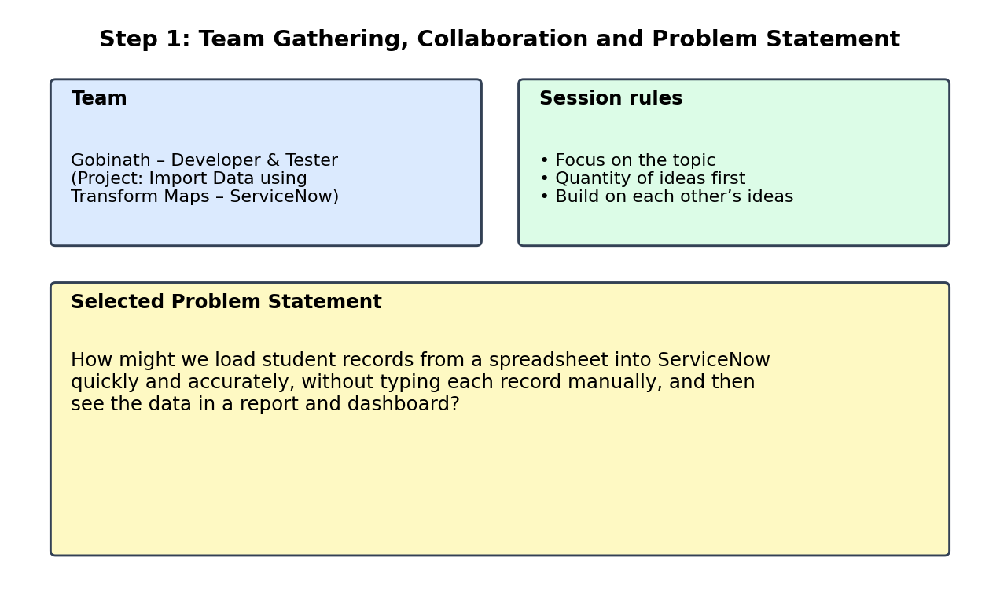 Step 1: Team Gathering, Collaboration and Problem Statement
Team
Gobinath – Developer & Tester
(Project: Import Data using
Transform Maps – ServiceNow)
Session rules
• Focus on the topic
• Quantity of ideas first
• Build on each other’s ideas
Selected Problem Statement
How might we load student records from a spreadsheet into ServiceNow
quickly and accurately, without typing each record manually, and then
see the data in a report and dashboard?